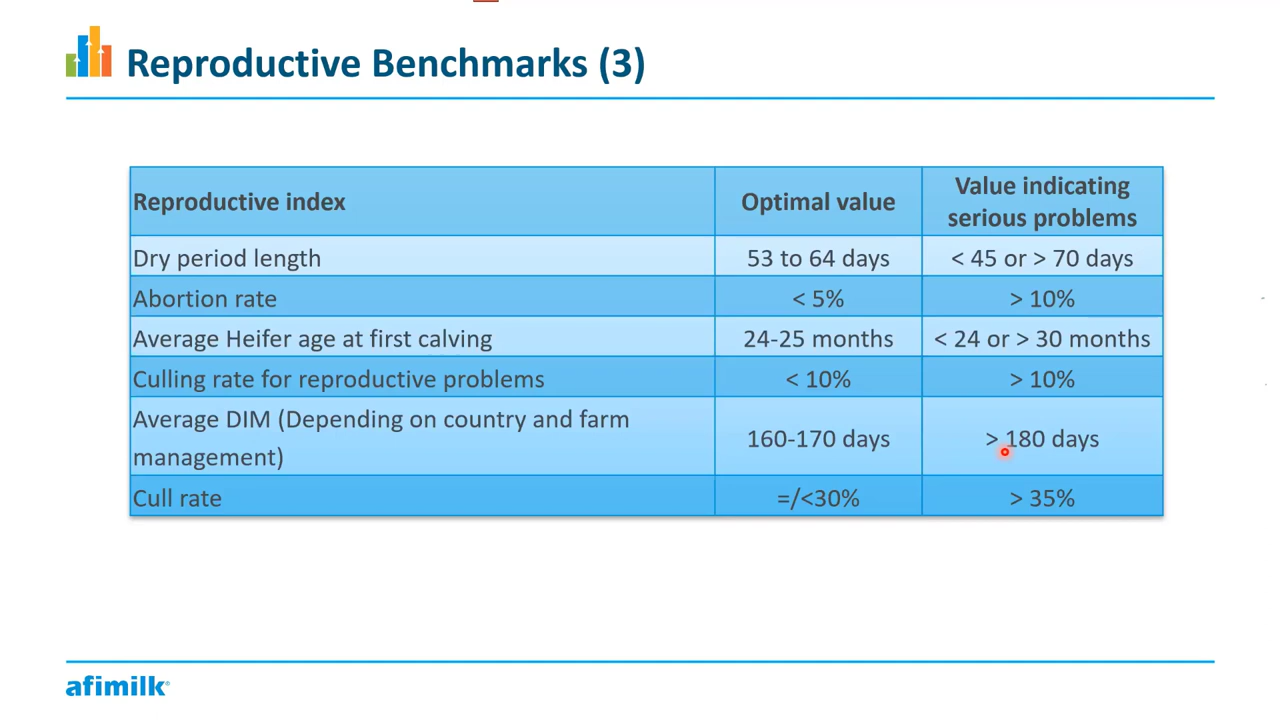 Reproductive Benchmarks (3)
Reproductive index
Optimal value
Value indicating
serious problems
Dry period length
53 to 64 days
< 45 or > 70 days
Abortion rate
< 5%
> 10%
Average Heifer age at first calving
24-25 months
< 24 or > 30 months
Culling rate for reproductive problems
< 10%
> 10%
Average DIM (Depending on country and farm
management)
160-170 days
> 180 days
Cull rate
=/<30%
> 35%
afimilk®